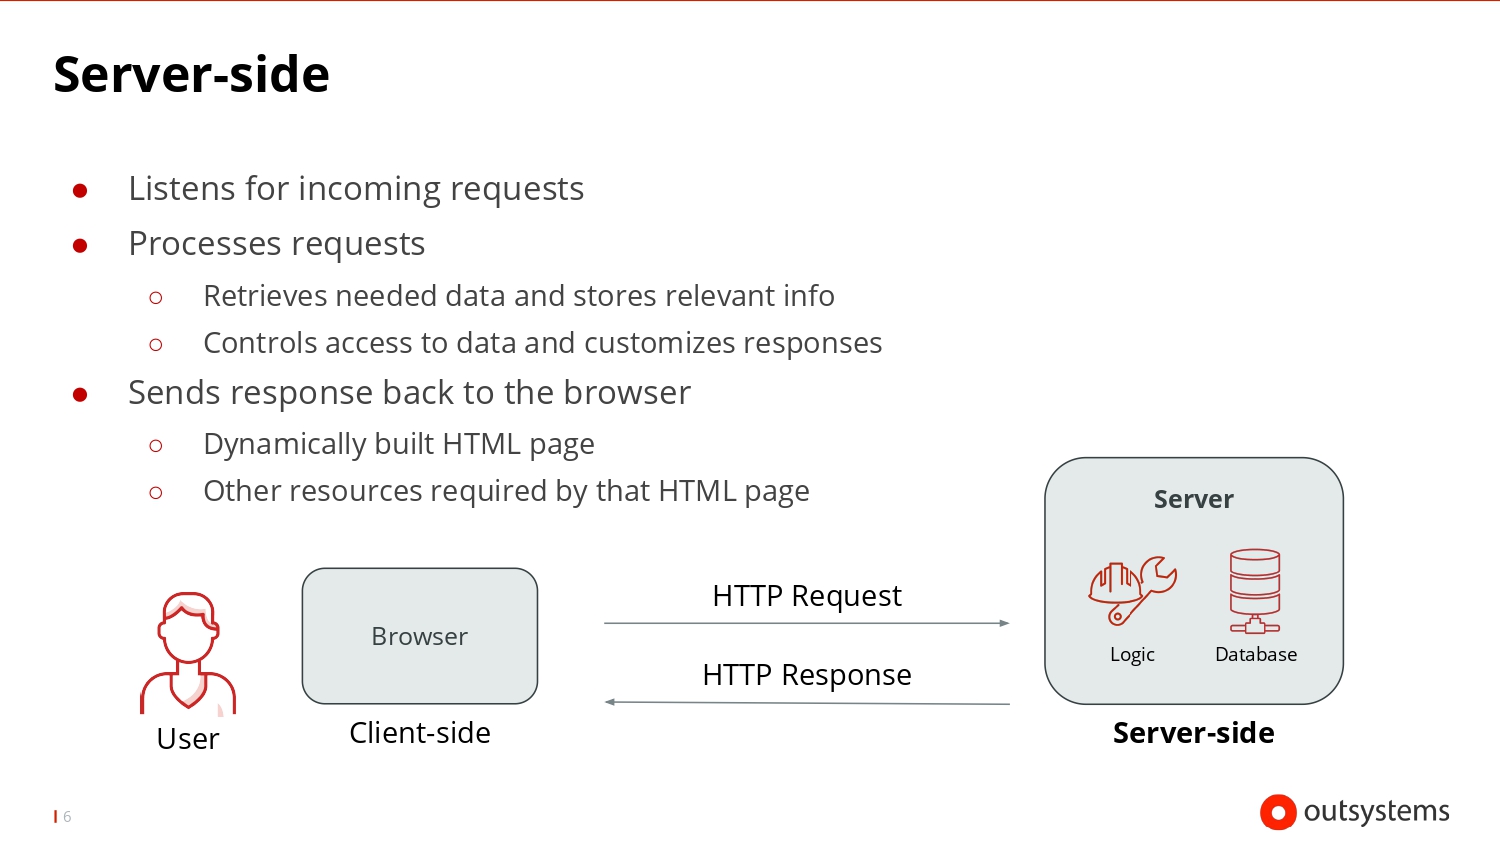 Server-side
● Listens for incoming requests
● Processes requests
○ Retrieves needed data and stores relevant info
○ Controls access to data and customizes responses
● Sends response back to the browser
○ Dynamically built HTML page
○ Other resources required by that HTML page
User
Browser
Client-side
HTTP Request
HTTP Response
Server
Logic
Database
Server-side
6
outsystems